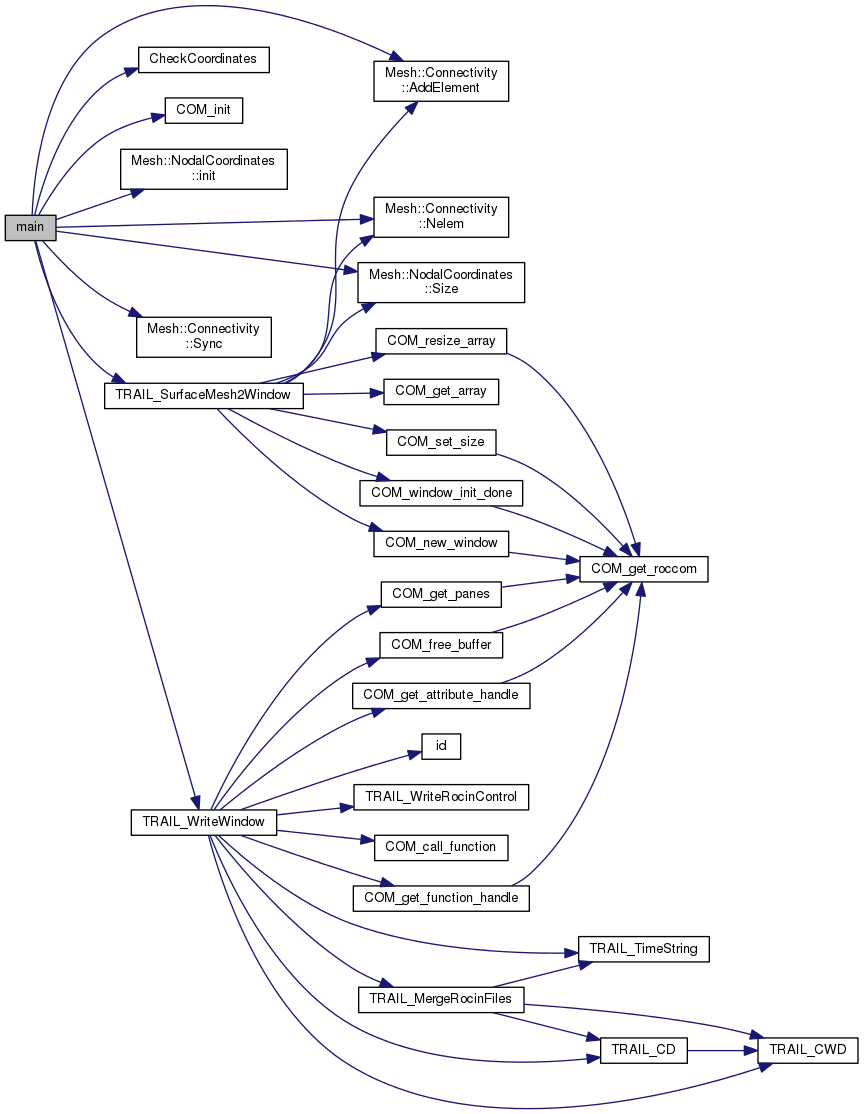 main
CheckCoordinates
COM_init
Mesh::NodalCoordinates
::init
Mesh::Connectivity
::Sync
TRAIL_SurfaceMesh2Window
TRAIL_WriteWindow
Mesh::Connectivity
::AddElement
Mesh::Connectivity
::Nelem
Mesh::NodalCoordinates
::Size
COM_resize_array
COM_get_array
COM_set_size
COM_window_init_done
COM_new_window
COM_get_panes
COM_free_buffer
COM_get_attribute_handle
id
TRAIL_WriteRocinControl
COM_call_function
COM_get_function_handle
TRAIL_MergeRocinFiles
COM_get_roccom
TRAIL_TimeString
TRAIL_CD
TRAIL_CWD